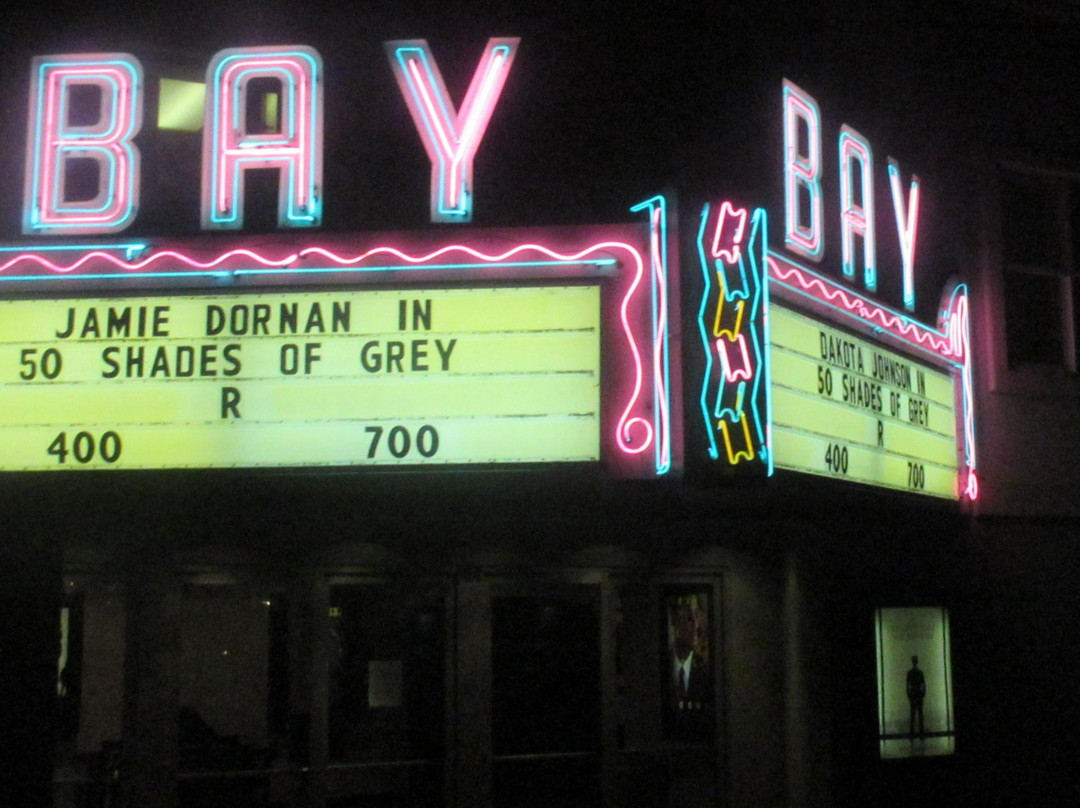 BAY
JAMIE DORNAN IN
50 SHADES OF GREY
R
400 700
BAY
DAKOTA JOHNSON IN
50 SHADES OF GREY
R
400 700